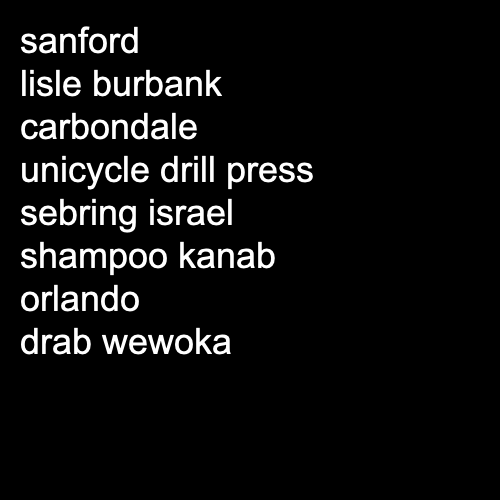 sanford
lisle burbank
carbondale
unicycle drill press
sebring israel
shampoo kanab
orlando
drab wewoka